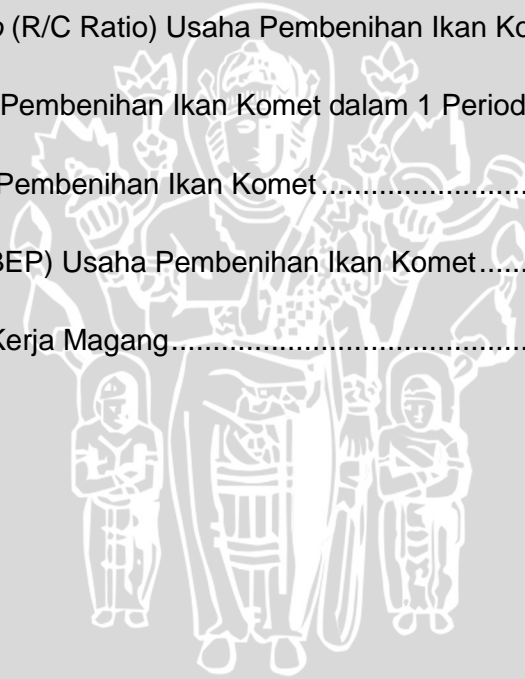 o (R/C Ratio) Usaha Pembenihan Ikan Ko
Pembenihan Ikan Komet dalam 1 Period
Pembenihan Ikan Komet.......................
BEP) Usaha Pembenihan Ikan Komet......
Kerja Magang.............................................